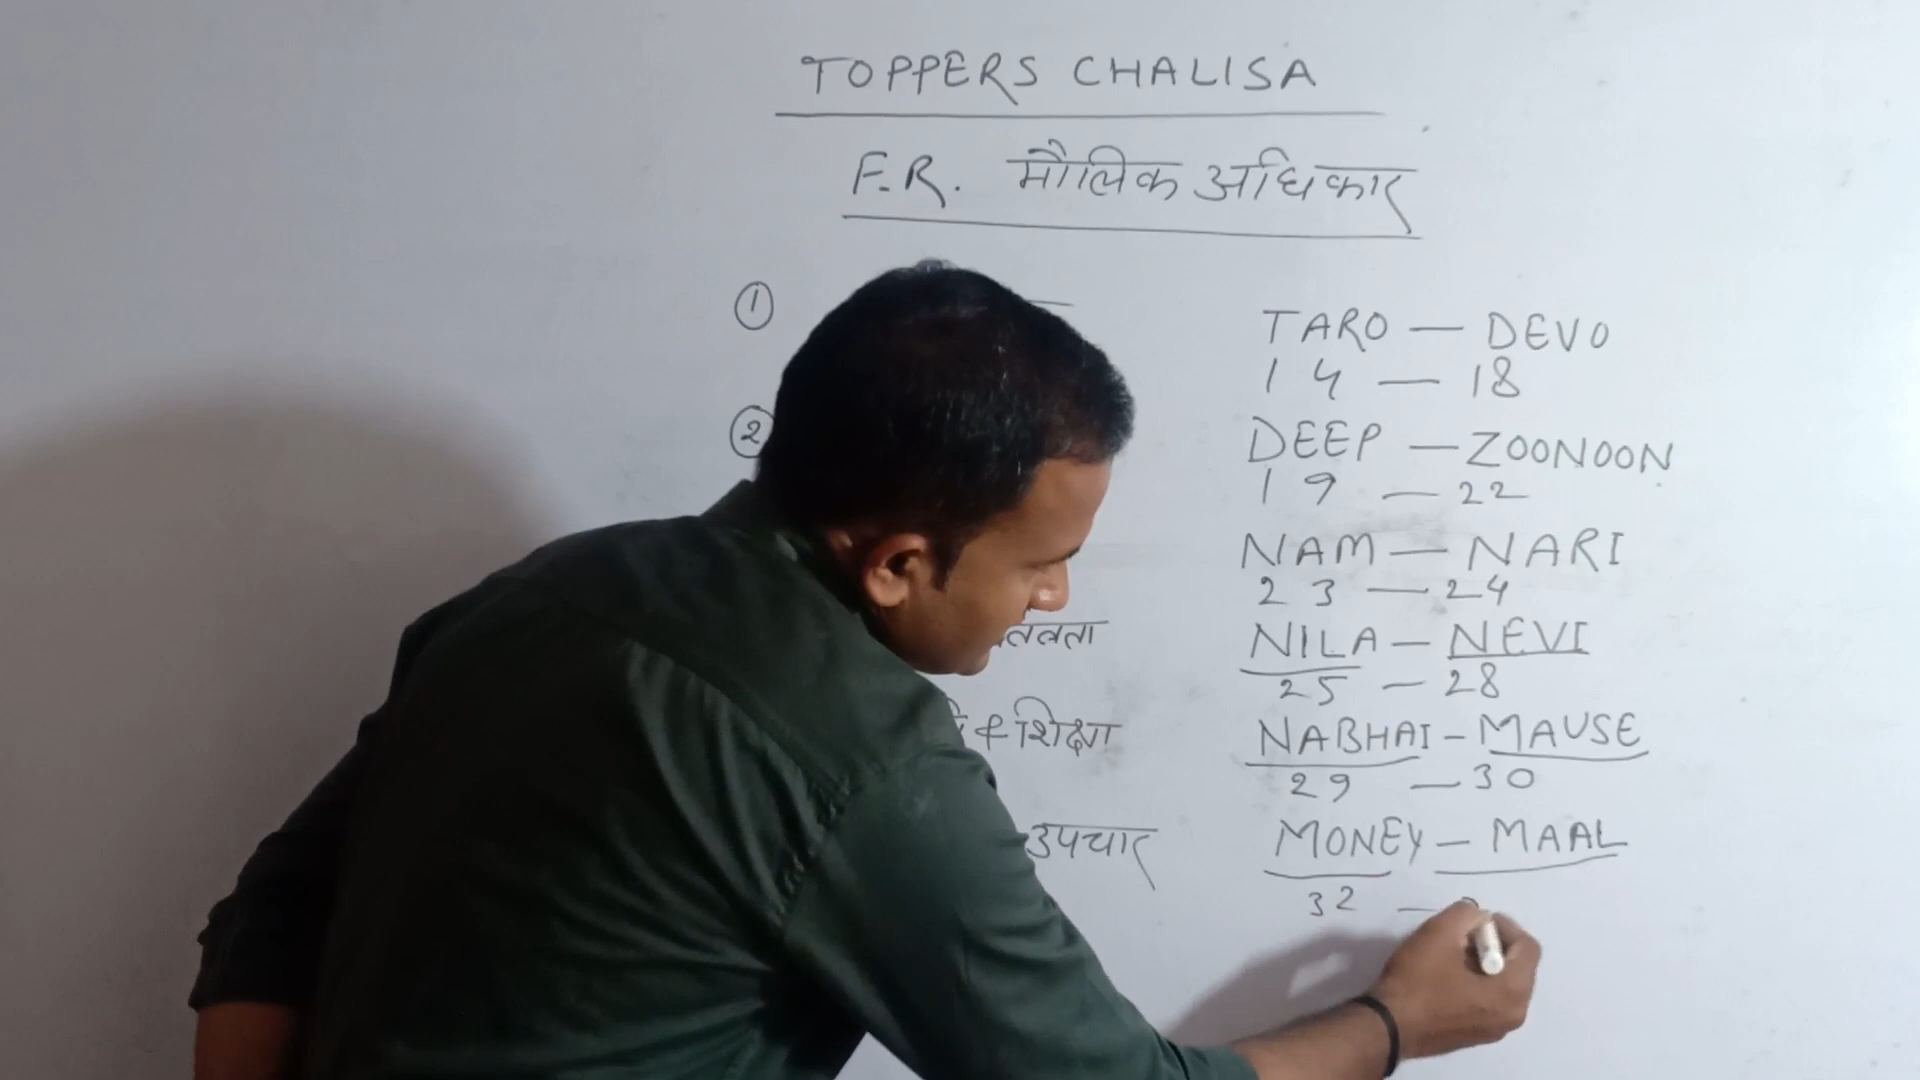 TOPPERS CHALISA
F.R. मौलिक अधिकार
①
TARO — DEVO
14 — 18
②
DEEP — ZOONOON
19 — 22
NAM — NARI
23 — 24
NILA — NEVI
25 — 28
& शिक्षा NABHAI - MAUSE
29 — 30
उपचार MONEY - MAAL
32 —